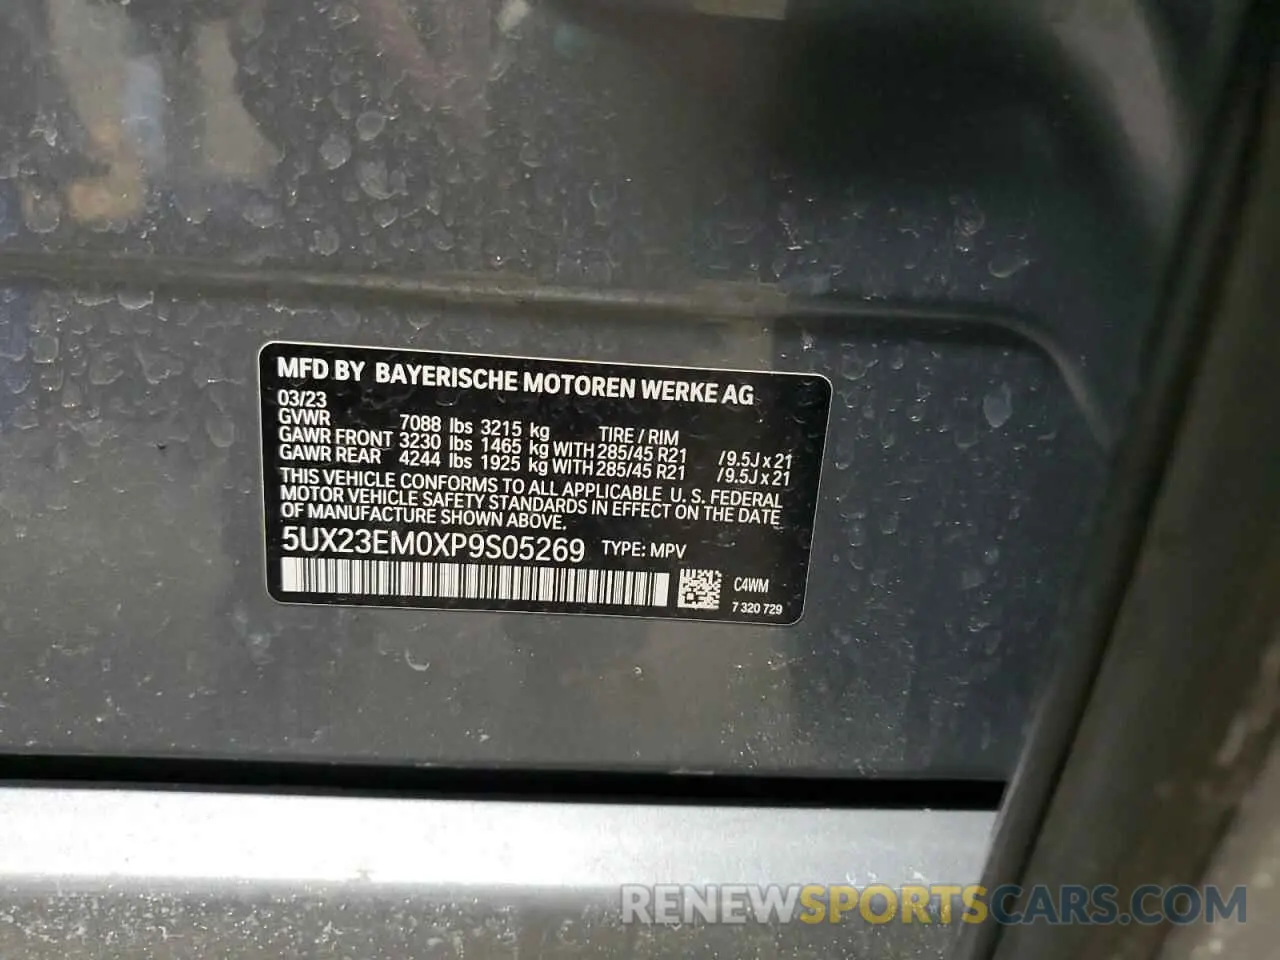 MFD BY BAYERISCHE MOTOREN WERKE AG
03/23
GVWR 7088 lbs 3215 kg TIRE / RIM
GAWR FRONT 3230 lbs 1465 kg WITH 285/45 R21 /9.5J x 21
GAWR REAR 4244 lbs 1925 kg WITH 285/45 R21 /9.5J x 21
THIS VEHICLE CONFORMS TO ALL APPLICABLE U. S. FEDERAL
MOTOR VEHICLE SAFETY STANDARDS IN EFFECT ON THE DATE
OF MANUFACTURE SHOWN ABOVE.
5UX23EM0XP9S05269 TYPE: MPV
C4WM
7 320 729
RENEWSPORTSCARS.COM